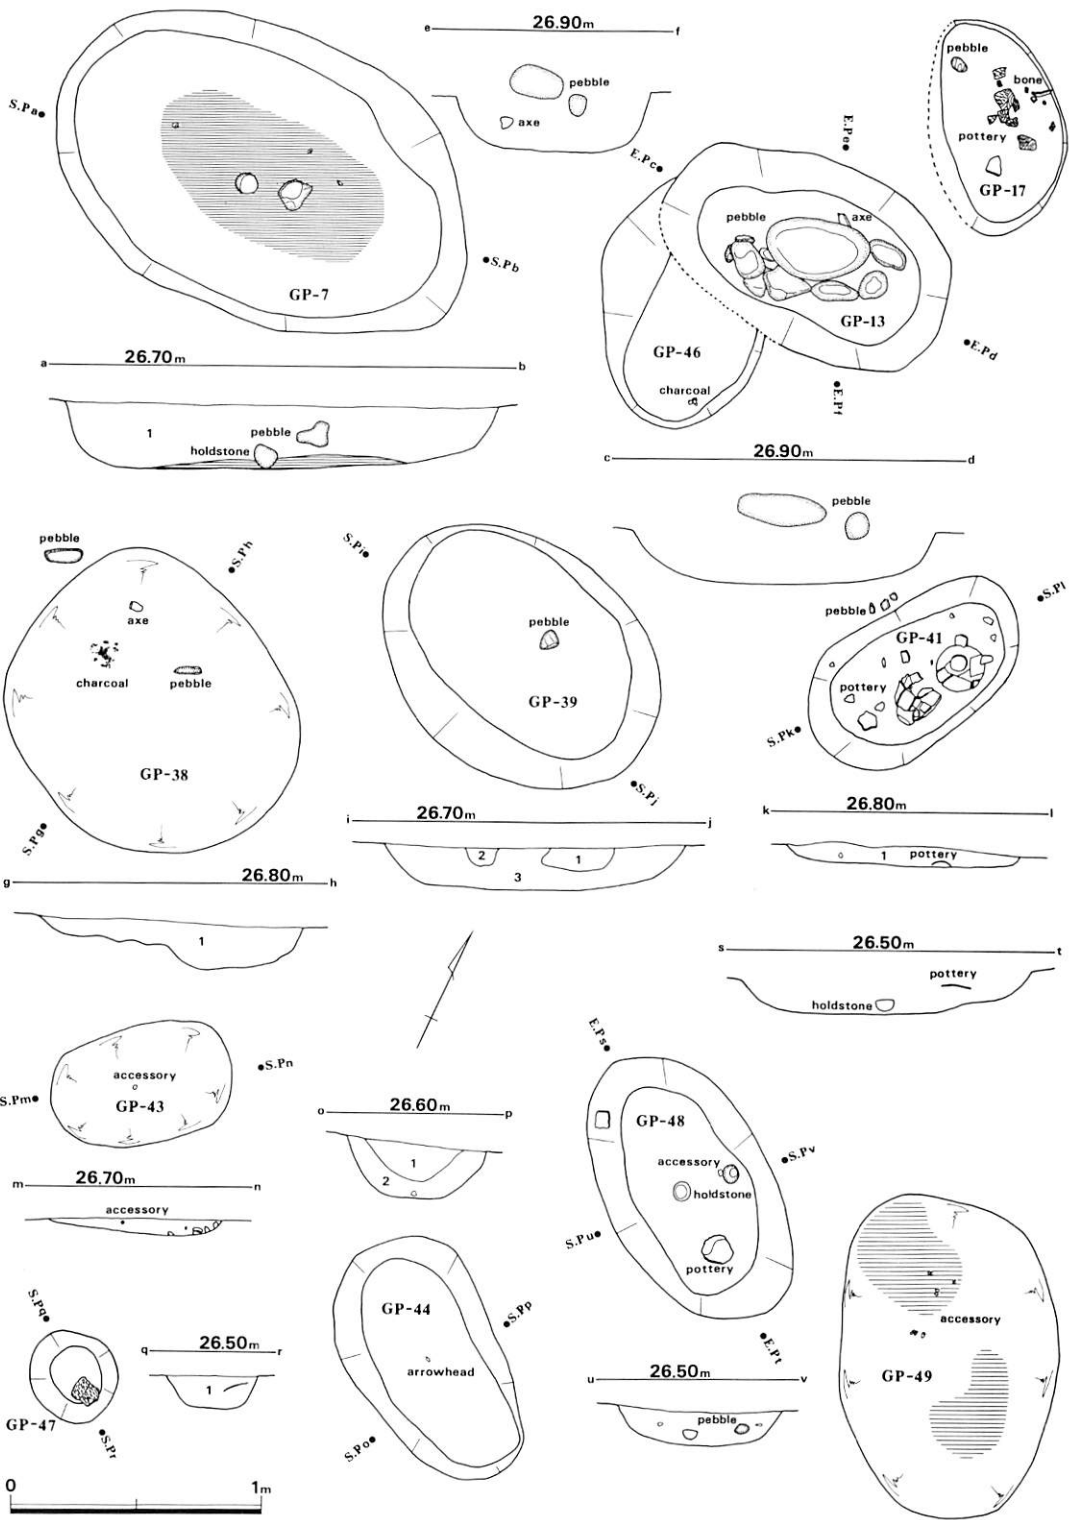 S.Pa
S.Pb
GP-7
a 26.70m b
1
pebble
holdstone
e 26.90m f
pebble
axe
pebble
bone
pottery
GP-17
E.Pc
E.Pe
pebble
axe
GP-13
GP-46
charcoal
E.Pd
E.Pf
c 26.90m d
pebble
pebble
S.Ph
axe
charcoal
pebble
GP-38
S.Pg
g 26.80m h
1
S.Pi
pebble
GP-39
S.Pj
i 26.70m j
2
1
3
S.Pl
pebble
GP-41
pottery
S.Pk
k 26.80m l
1
pottery
s 26.50m t
pottery
holdstone
S.Pn
accessory
GP-43
S.Pm
m 26.70m n
accessory
o 26.60m p
1
2
E.Ps
GP-48
accessory
holdstone
S.Pv
S.Pu
pottery
E.Pt
u 26.50m v
pebble
S.Pq
GP-47
S.Pr
q 26.50m r
1
GP-44
S.Pp
arrowhead
S.Po
accessory
GP-49
0 1m